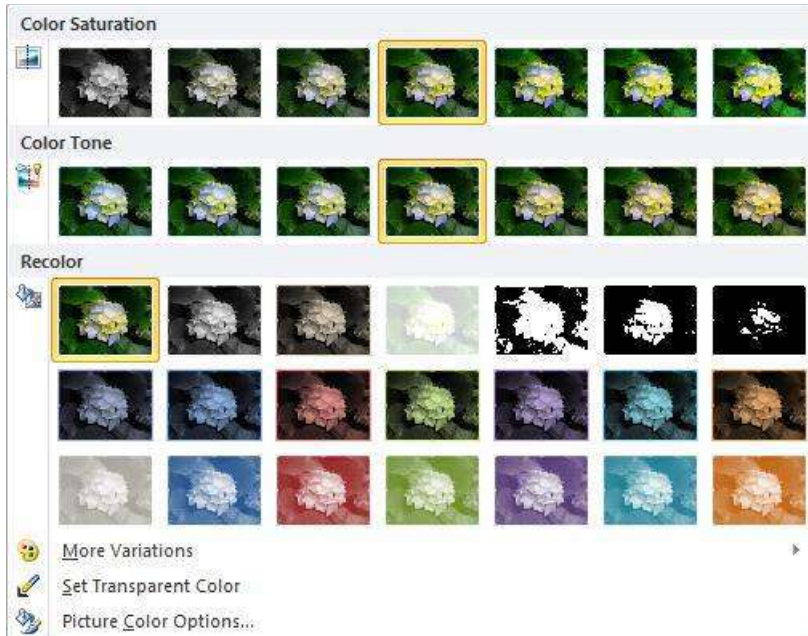 Color Saturation
Color Tone
Recolor
More Variations
Set Transparent Color
Picture Color Options...